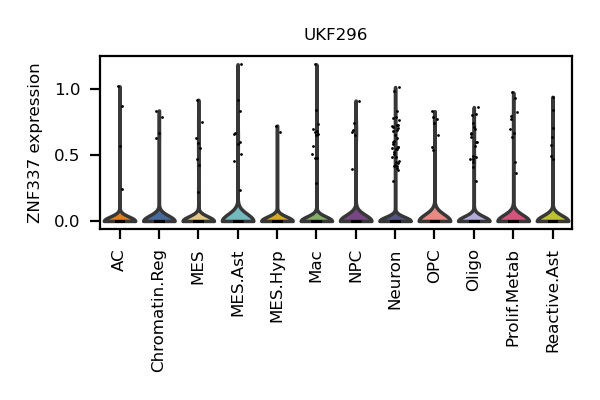 UKF296
ZNF337 expression
1.0
0.5
0.0
AC
Chromatin.Reg
MES
MES.Ast
MES.Hyp
Mac
NPC
Neuron
OPC
Oligo
Prolif.Metab
Reactive.Ast